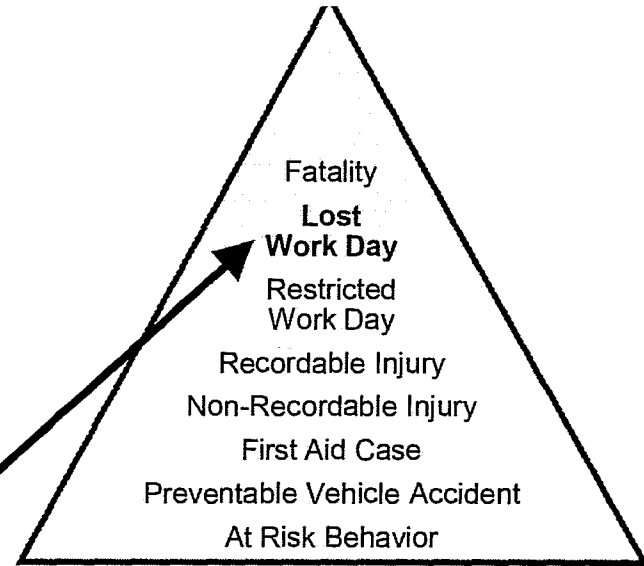 Fatality
Lost
Work Day
Restricted
Work Day
Recordable Injury
Non-Recordable Injury
First Aid Case
Preventable Vehicle Accident
At Risk Behavior